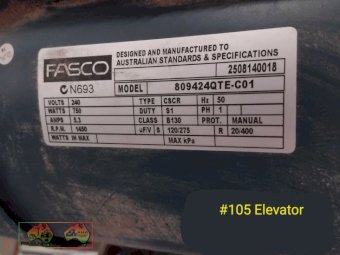 FASCO
DESIGNED AND MANUFACTURED TO
AUSTRALIAN STANDARDS & SPECIFICATIONS
N693
2508140018
MODEL 809424QTE-C01
VOLTS 240 TYPE CSCR Hz 50
WATTS 750 DUTY S1 PH 1
AMPS 5.3 CLASS B130 PROT. MANUAL
R.P.M. 1450 uF/V S 120/275 R 20/400
WATTS IN MAX MAX kPa
#105 Elevator